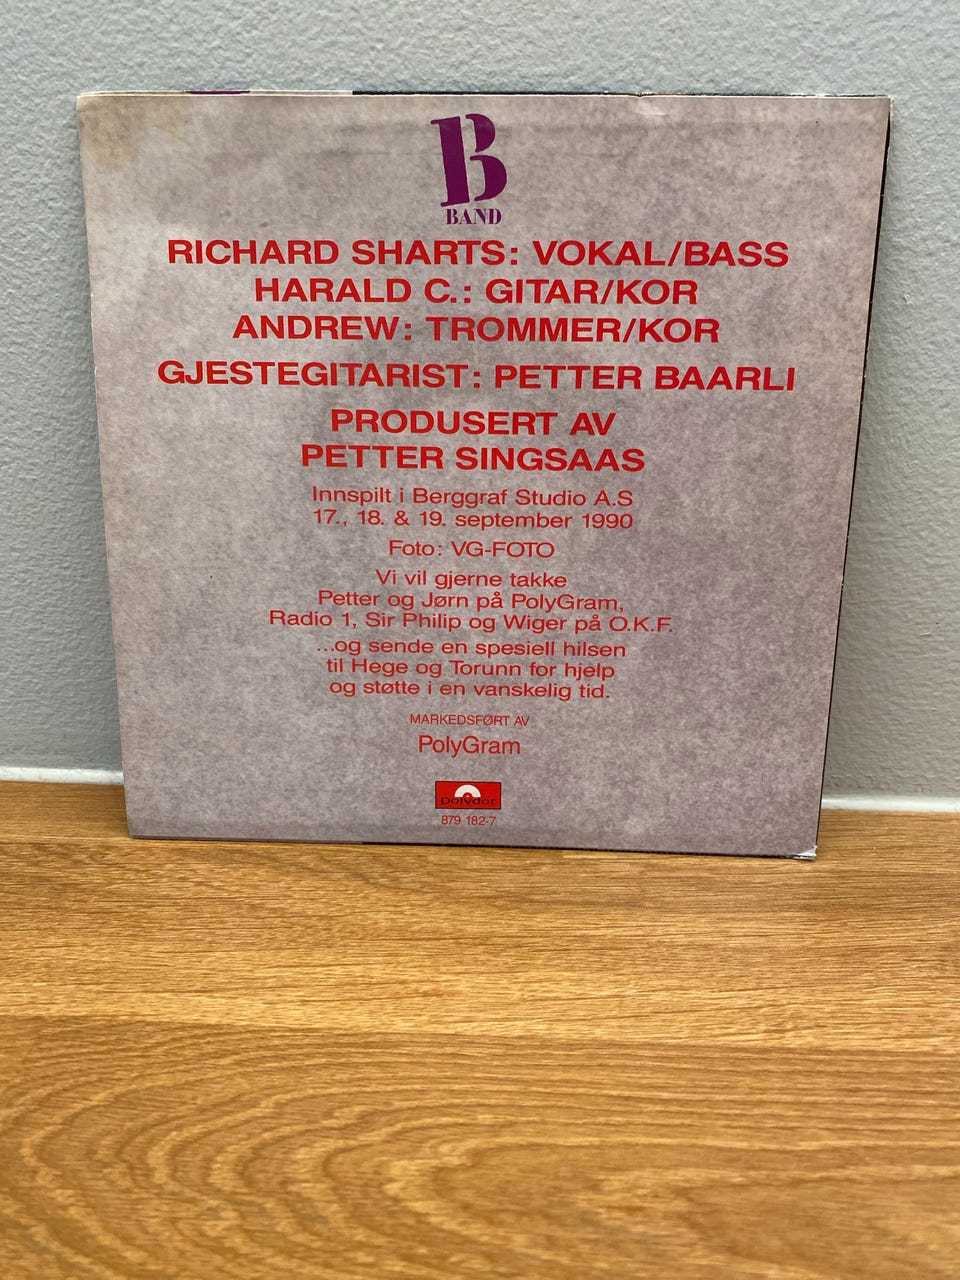 B
BAND
RICHARD SHARTS: VOKAL/BASS
HARALD C.: GITAR/KOR
ANDREW: TROMMER/KOR
GJESTEGITARIST: PETTER BAARLI
PRODUSERT AV
PETTER SINGSAAS
Innspilt i Berggraf Studio A.S
17., 18. & 19. september 1990
Foto: VG-FOTO
Vi vil gjerne takke
Petter og Jørn på PolyGram,
Radio 1, Sir Philip og Wiger på O.K.F.
...og sende en spesiell hilsen
til Hege og Torunn for hjelp
og støtte i en vanskelig tid.
MARKEDSFØRT AV
PolyGram
Polydor
879 182-7